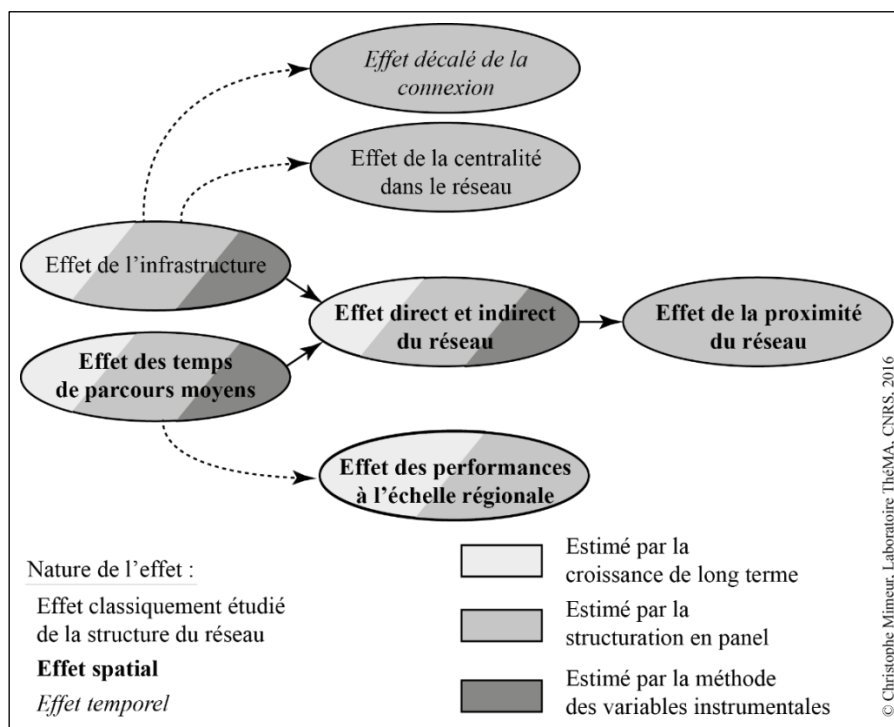 Effet décalé de la
connexion
Effet de la centralité
dans le réseau
Effet de l’infrastructure
Effet direct et indirect
du réseau
Effet de la proximité
du réseau
Effet des temps
de parcours moyens
Effet des performances
à l’échelle régionale
Nature de l’effet :
Effet classiquement étudié
de la structure du réseau
Effet spatial
Effet temporel
Estimé par la
croissance de long terme
Estimé par la
structuration en panel
Estimé par la méthode
des variables instrumentales
© Christophe Mimeur, Laboratoire ThéMA, CNRS, 2016